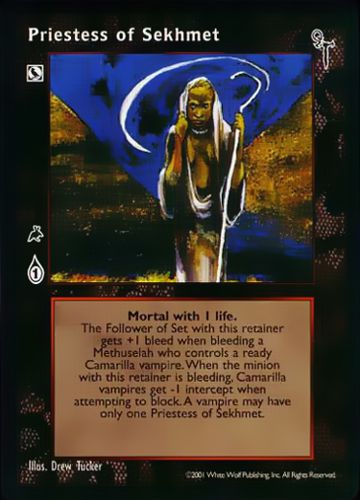 Priestess of Sekhmet
1
Mortal with 1 life.
The Follower of Set with this retainer
gets +1 bleed when bleeding a
Methuselah who controls a ready
Camarilla vampire. When the minion
with this retainer is bleeding, Camarilla
vampires get -1 intercept when
attempting to block. A vampire may have
only one Priestess of Sekhmet.
Illus. Drew Tucker
©2001 White Wolf Publishing, Inc. All Rights Reserved.